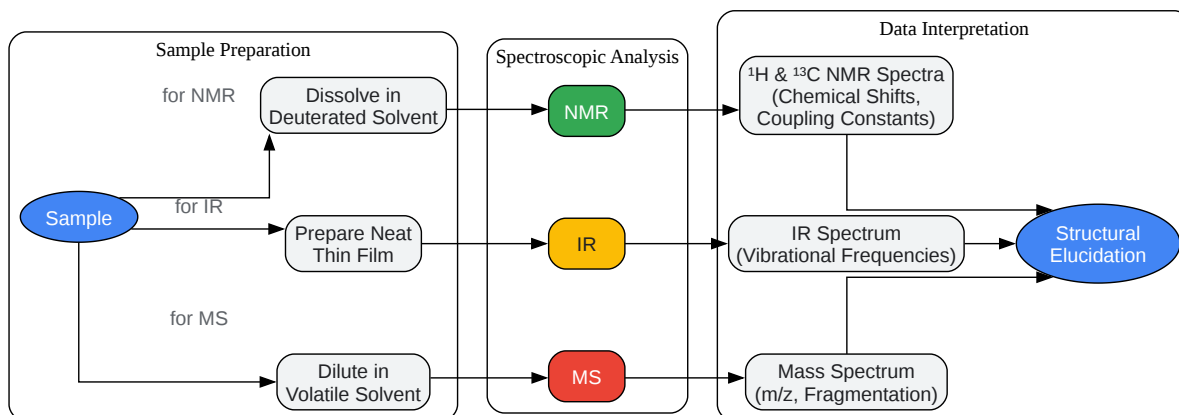 Sample Preparation
Spectroscopic Analysis
Data Interpretation
for NMR
Dissolve in
Deuterated Solvent
NMR
¹H & ¹³C NMR Spectra
(Chemical Shifts,
Coupling Constants)
Sample
for IR
Prepare Neat
Thin Film
IR
IR Spectrum
(Vibrational Frequencies)
Structural
Elucidation
for MS
Dilute in
Volatile Solvent
MS
Mass Spectrum
(m/z, Fragmentation)